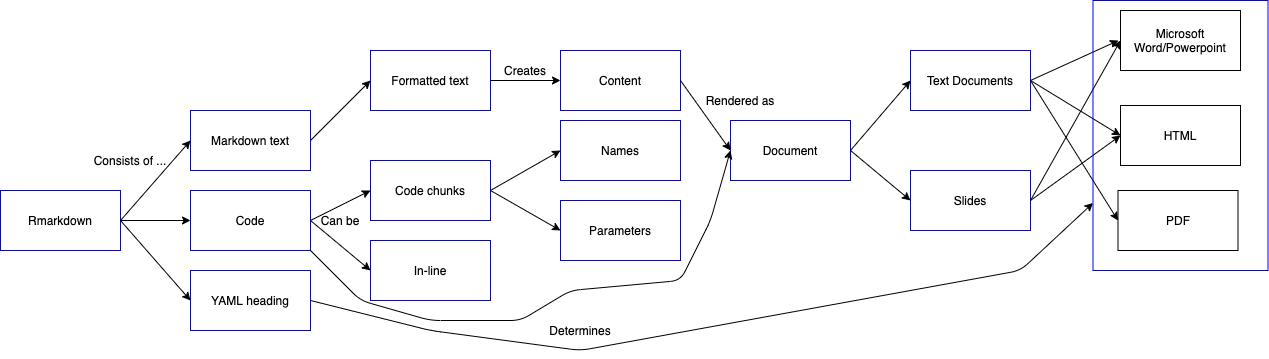 Microsoft
Word/Powerpoint
Formatted text
Creates
Content
Text Documents
Rendered as
Markdown text
HTML
Consists of ...
Names
Document
Code chunks
Slides
Rmarkdown
Code
Can be
PDF
Parameters
In-line
YAML heading
Determines